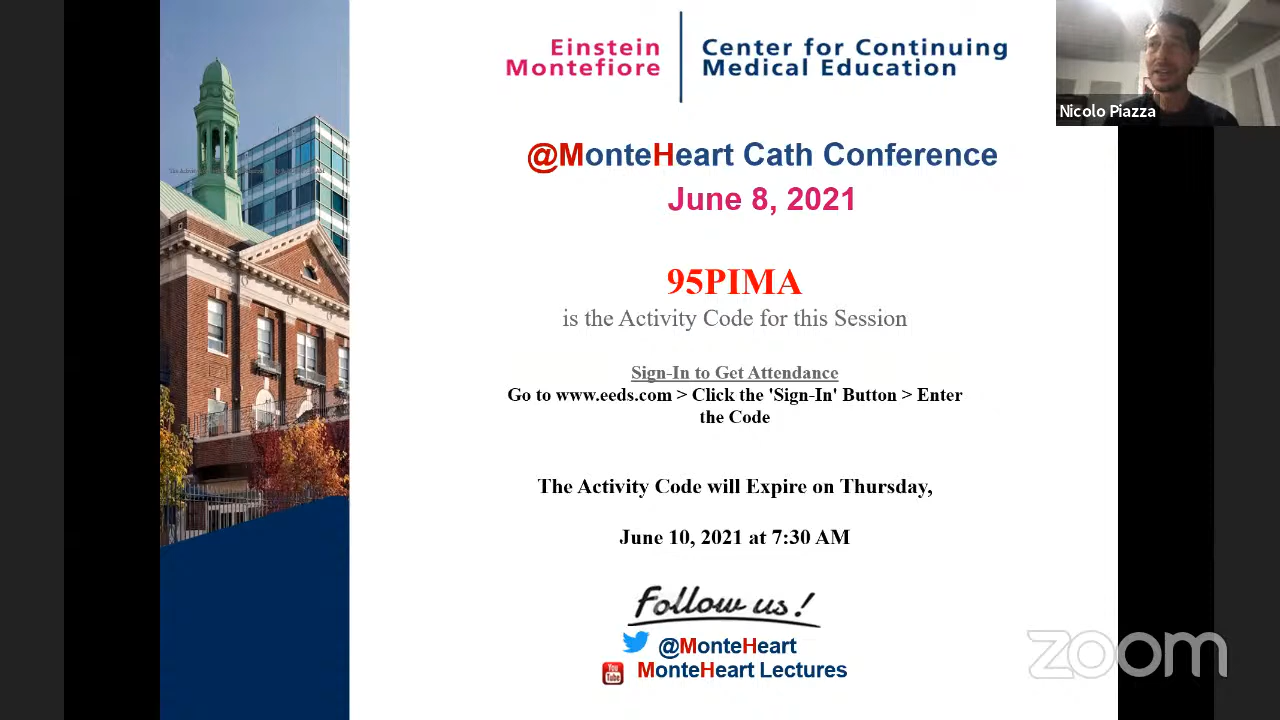 Einstein
Montefiore
Center for Continuing
Medical Education
Nicolo Piazza
@MonteHeart Cath Conference
June 8, 2021
95PIMA
is the Activity Code for this Session
Sign-In to Get Attendance
Go to www.eeds.com > Click the 'Sign-In' Button > Enter
the Code
The Activity Code will Expire on Thursday,
June 10, 2021 at 7:30 AM
Follow us!
@MonteHeart
You
Tube
MonteHeart Lectures
zoom